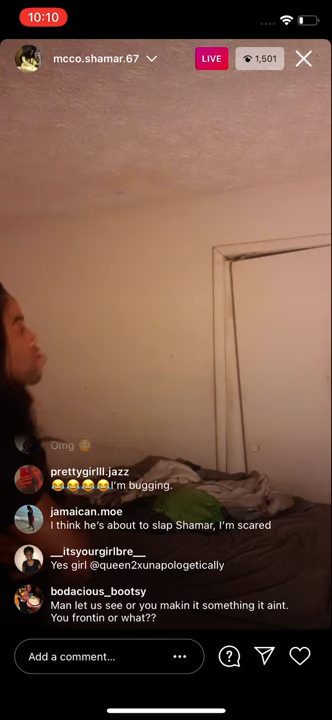 10:10
mcco.shamar.67
LIVE
1,501
Omg 😳
prettygirlll.jazz
😂😂😂😂I'm bugging.
jamaican.moe
I think he's about to slap Shamar, I'm scared
__itsyourgirlbre__
Yes girl @queen2xunapologetically
bodacious_bootsy
Man let us see or you makin it something it aint.
You frontin or what??
Add a comment...